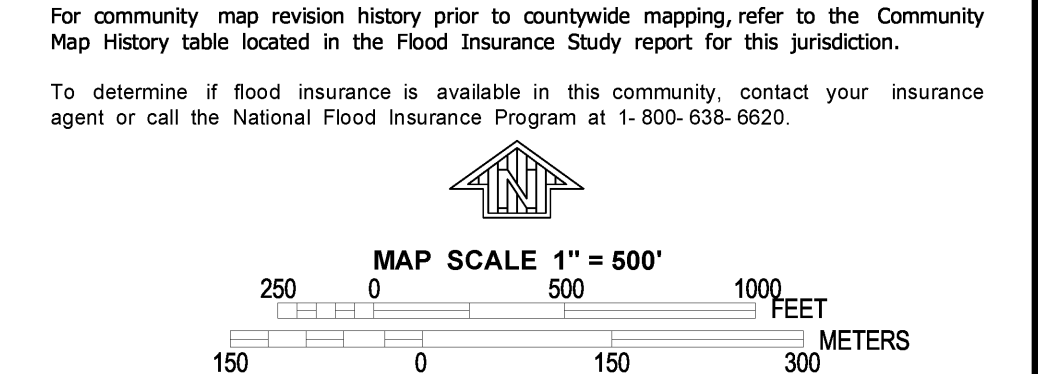 For community map revision history prior to countywide mapping, refer to the Community
Map History table located in the Flood Insurance Study report for this jurisdiction.
To determine if flood insurance is available in this community, contact your insurance
agent or call the National Flood Insurance Program at 1- 800- 638- 6620.
N
MAP SCALE 1" = 500'
250 0 500 1000
FEET
METERS
150 0 150 300